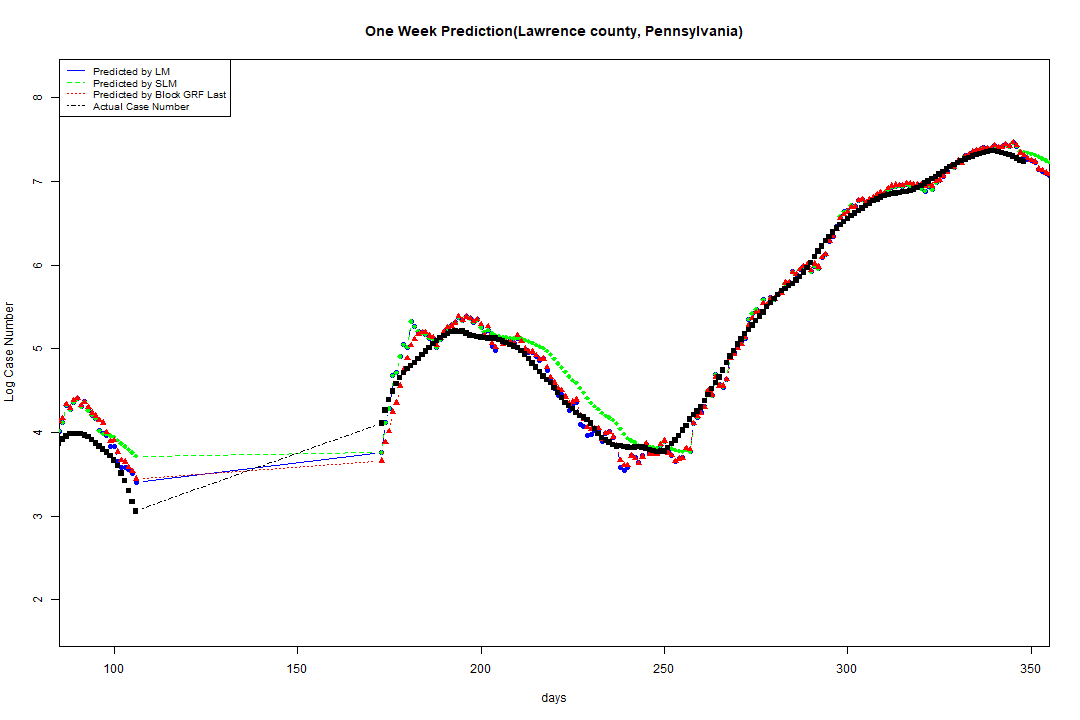 One Week Prediction(Lawrence county, Pennsylvania)
Predicted by LM
Predicted by SLM
Predicted by Block GRF Last
Actual Case Number
8
7
6
5
4
3
2
Log Case Number
100 150 200 250 300 350
days